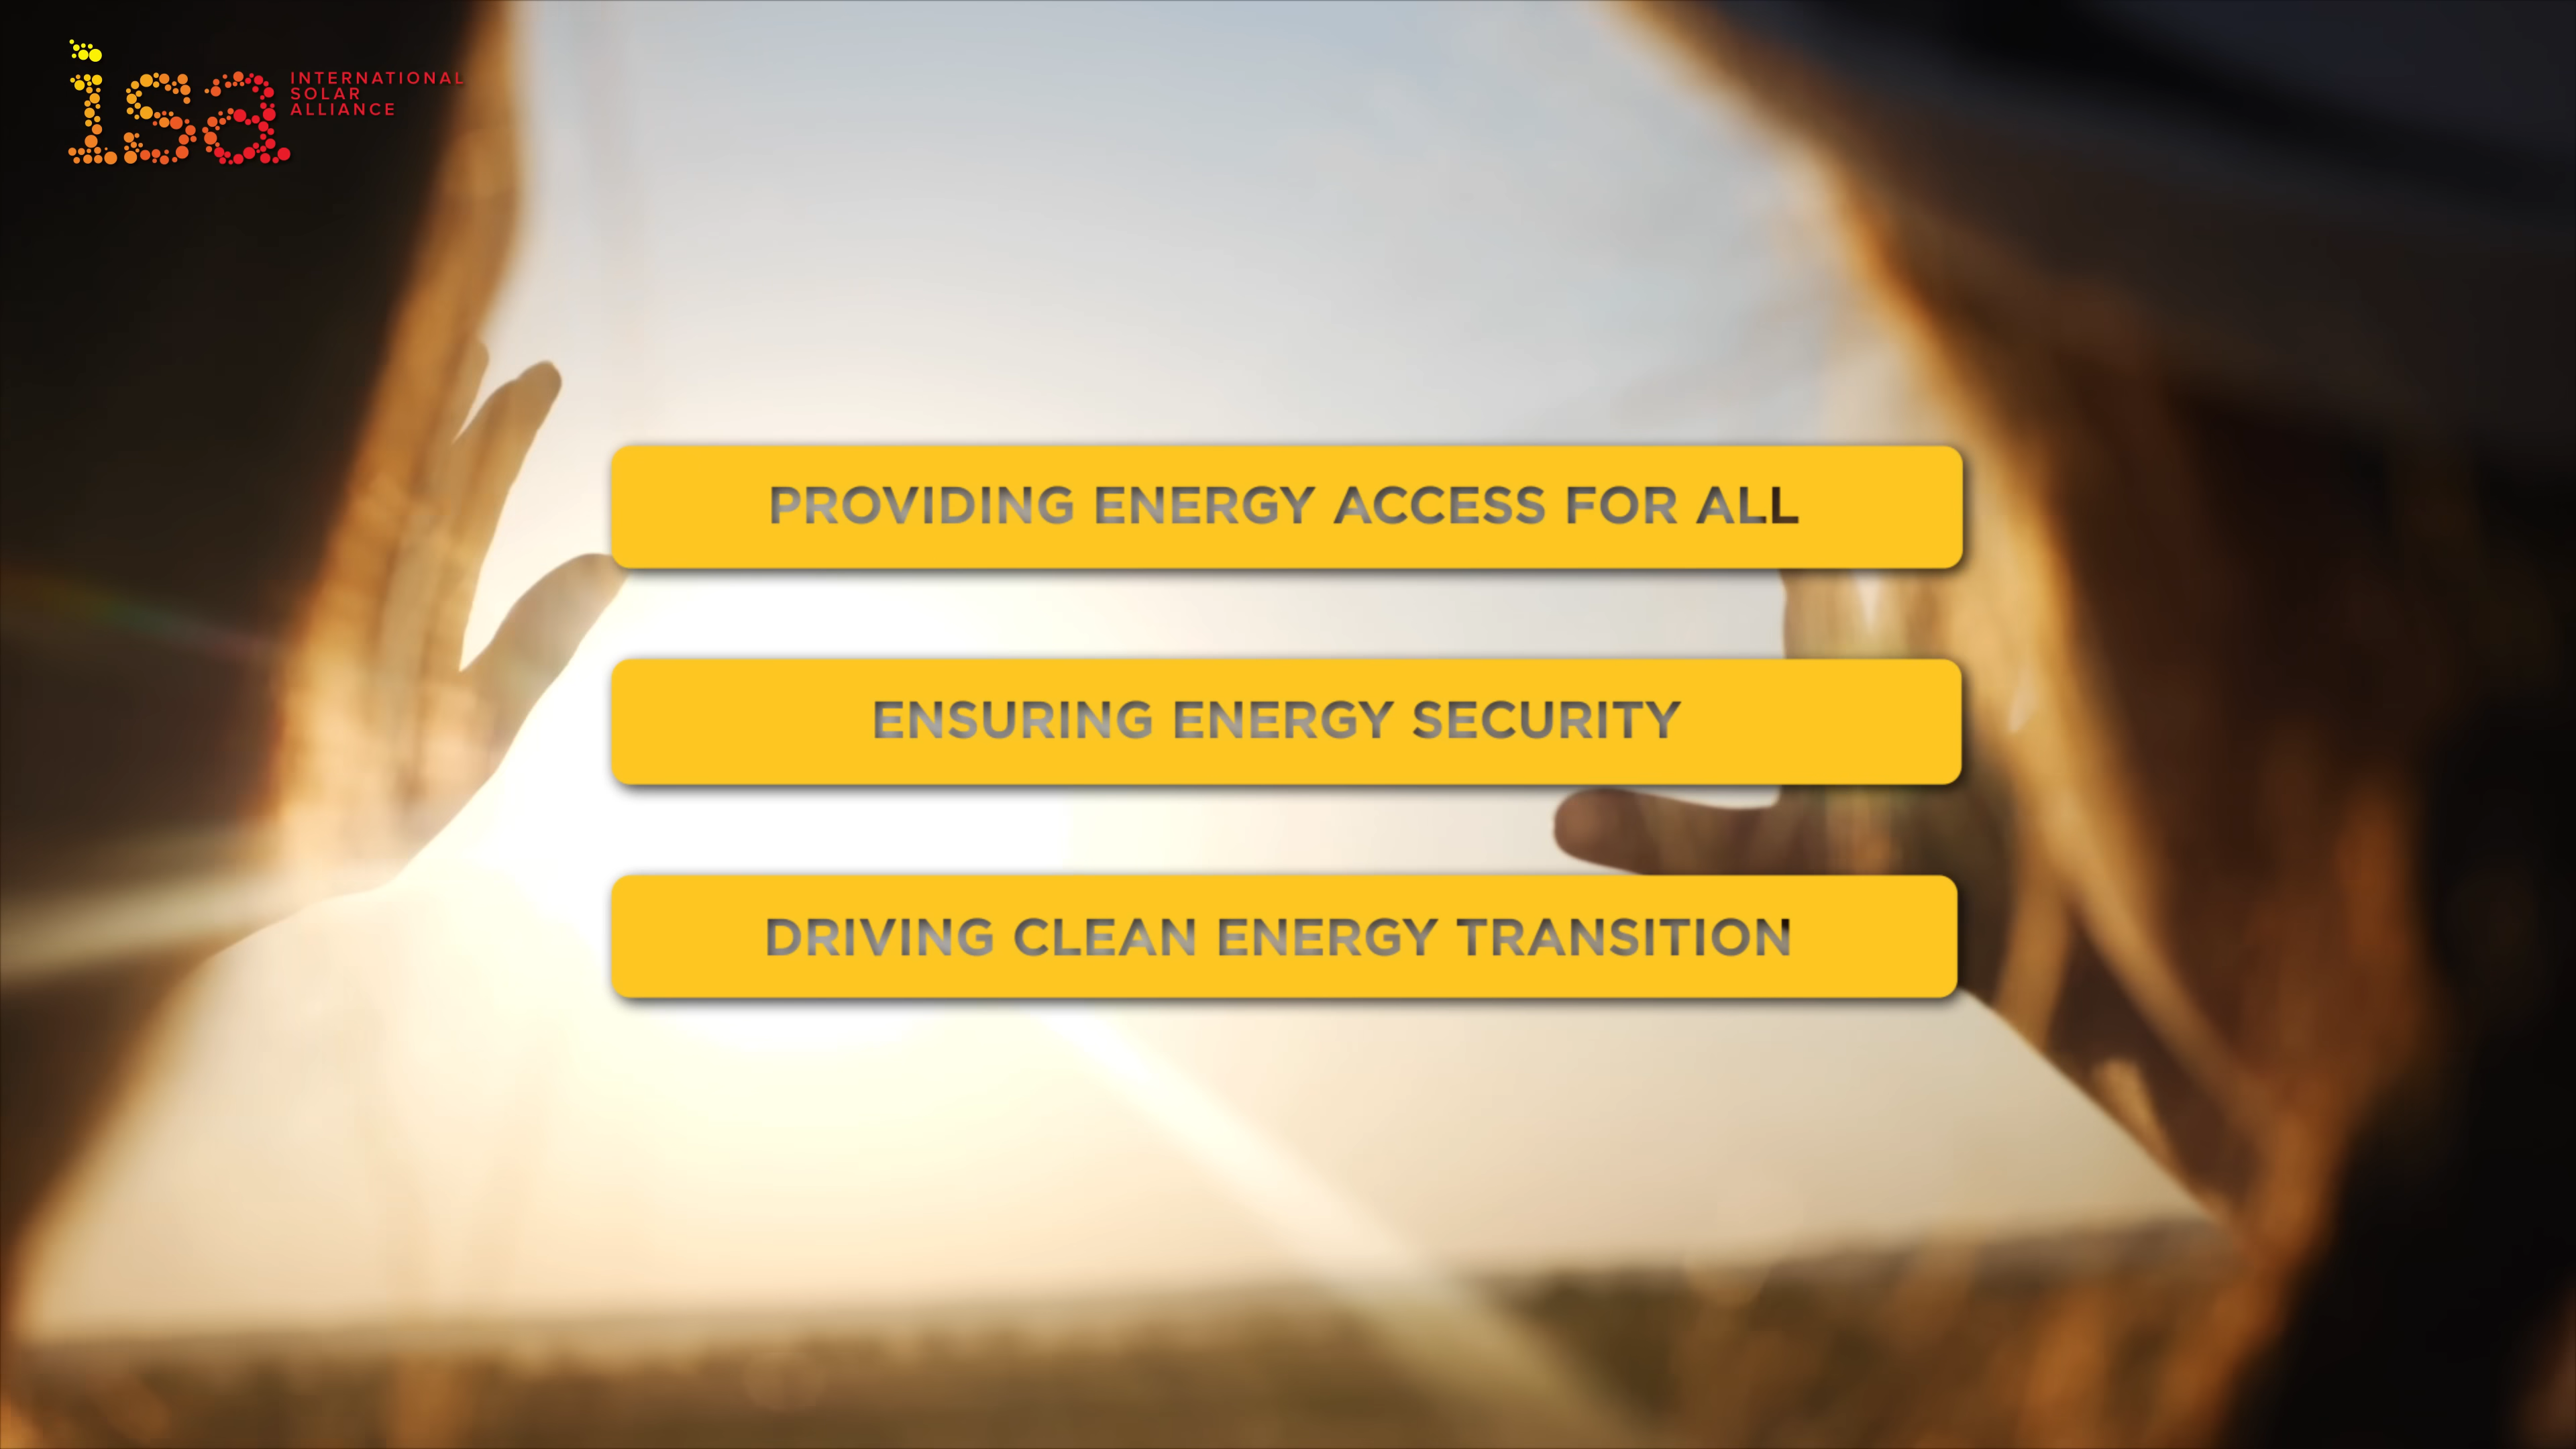 isa
INTERNATIONAL
SOLAR
ALLIANCE
PROVIDING ENERGY ACCESS FOR ALL
ENSURING ENERGY SECURITY
DRIVING CLEAN ENERGY TRANSITION